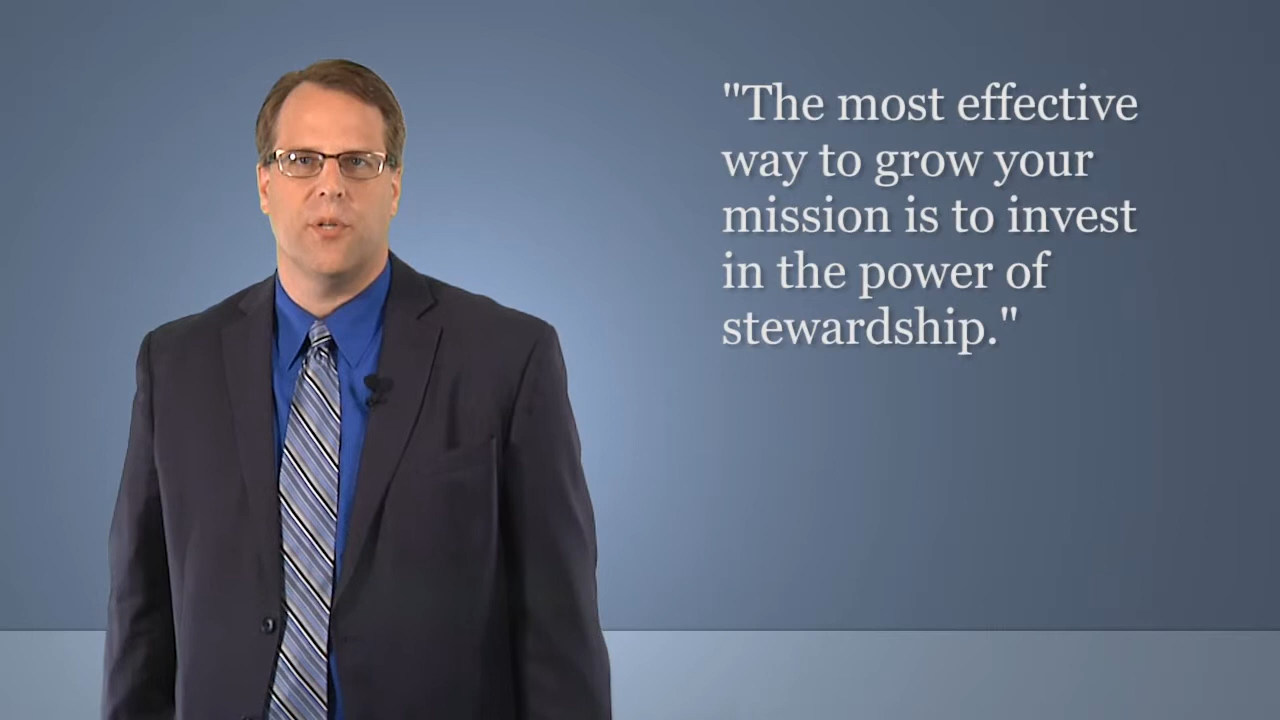 "The most effective
way to grow your
mission is to invest
in the power of
stewardship."